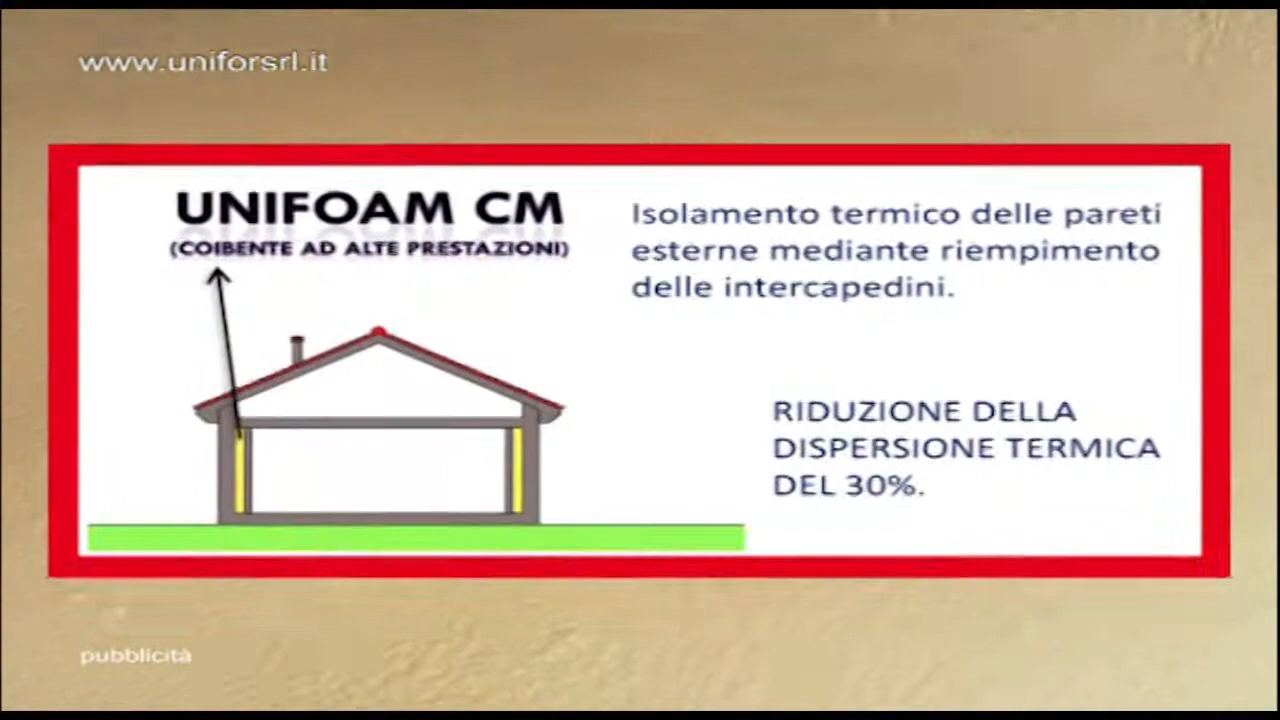 www.uniforsrl.it
UNIFOAM CM
(COIBENTE AD ALTE PRESTAZIONI)
Isolamento termico delle pareti
esterne mediante riempimento
delle intercapedini.
RIDUZIONE DELLA
DISPERSIONE TERMICA
DEL 30%.
pubblicità